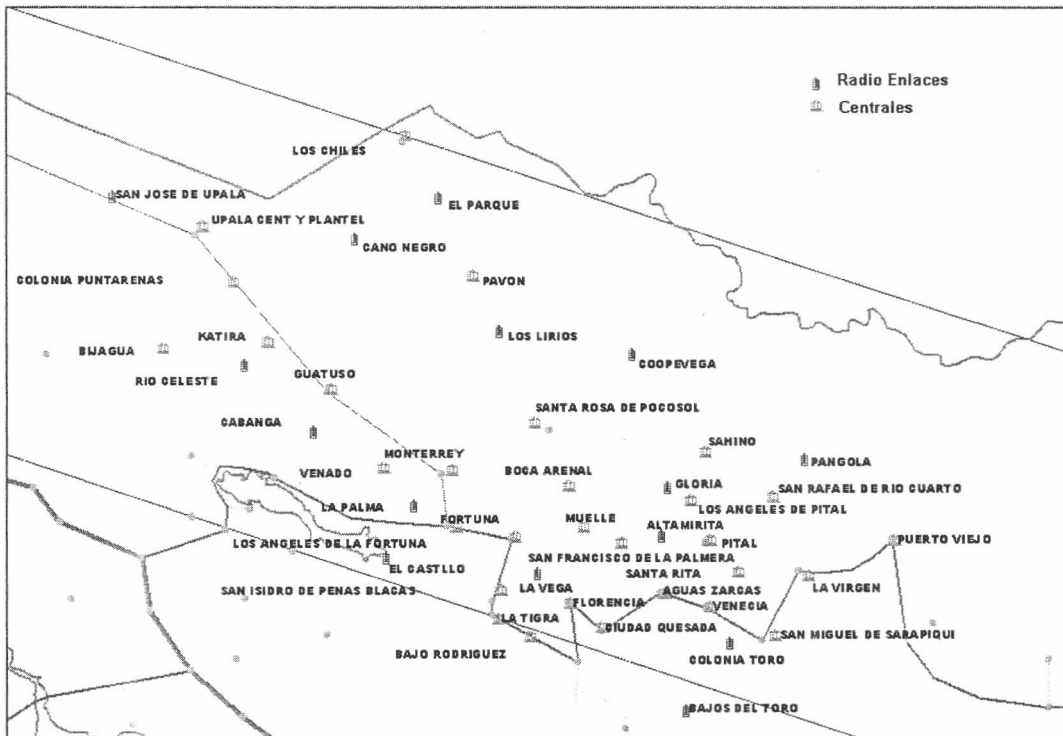 Radio Enlaces
Centrales
LOS CHILES
SAN JOSE DE UPALA
EL PARQUE
UPALA CENT Y PLANTEL
CANO NEGRO
COLONIA PUNTARENAS
PAVON
LOS LIRIOS
KATIRA
BIJAGUA
COOPEVEGA
RIO CELESTE
GUATUSO
SANTA ROSA DE POCOSOL
CABANGA
SAHINO
MONTERREY
PANGOLA
VENADO
BOCA ARENAL
GLORIA
SAN RAFAEL DE RIO CUARTO
LA PALMA
LOS ANGELES DE PITAL
FORTUNA
MUELLE
ALTAMIRITA
LOS ANGELES DE LA FORTUNA
PITAL
PUERTO VIEJO
SAN FRANCISCO DE LA PALMERA
EL CASTLLO
SANTA RITA
SAN ISIDRO DE PENAS BLACAS
LA VEGA
AGUAS ZARCAS
LA VIRGEN
FLORENCIA
VENECIA
LA TIGRA
CIUDAD QUESADA
SAN MIGUEL DE SARAPIQUI
BAJO RODRIGUEZ
COLONIA TORO
BAJOS DEL TORO